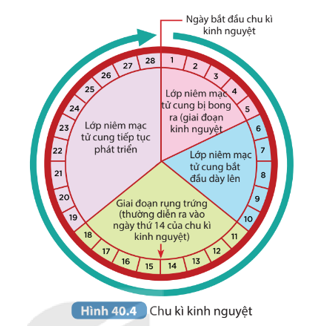 Ngày bắt đầu chu kì
kinh nguyệt
28
1
2
3
4
5
6
7
8
9
10
11
12
13
14
15
16
17
18
19
20
21
22
23
24
25
26
27
Lớp niêm mạc
tử cung bị bong
ra (giai đoạn
kinh nguyệt
Lớp niêm mạc
tử cung tiếp tục
phát triển
Lớp niêm mạc
tử cung bắt
đầu dày lên
Giai đoạn rụng trứng
(thường diễn ra vào
ngày thứ 14 của chu kì
kinh nguyệt)
Hình 40.4 Chu kì kinh nguyệt